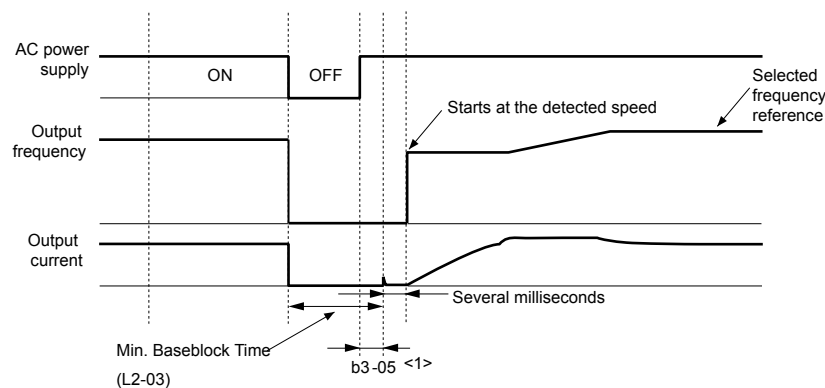 AC power
supply
ON
OFF
Selected
frequency
reference
Starts at the detected speed
Output
frequency
Output
current
Several milliseconds
Min. Baseblock Time
(L2-03)
b3-05
<1>